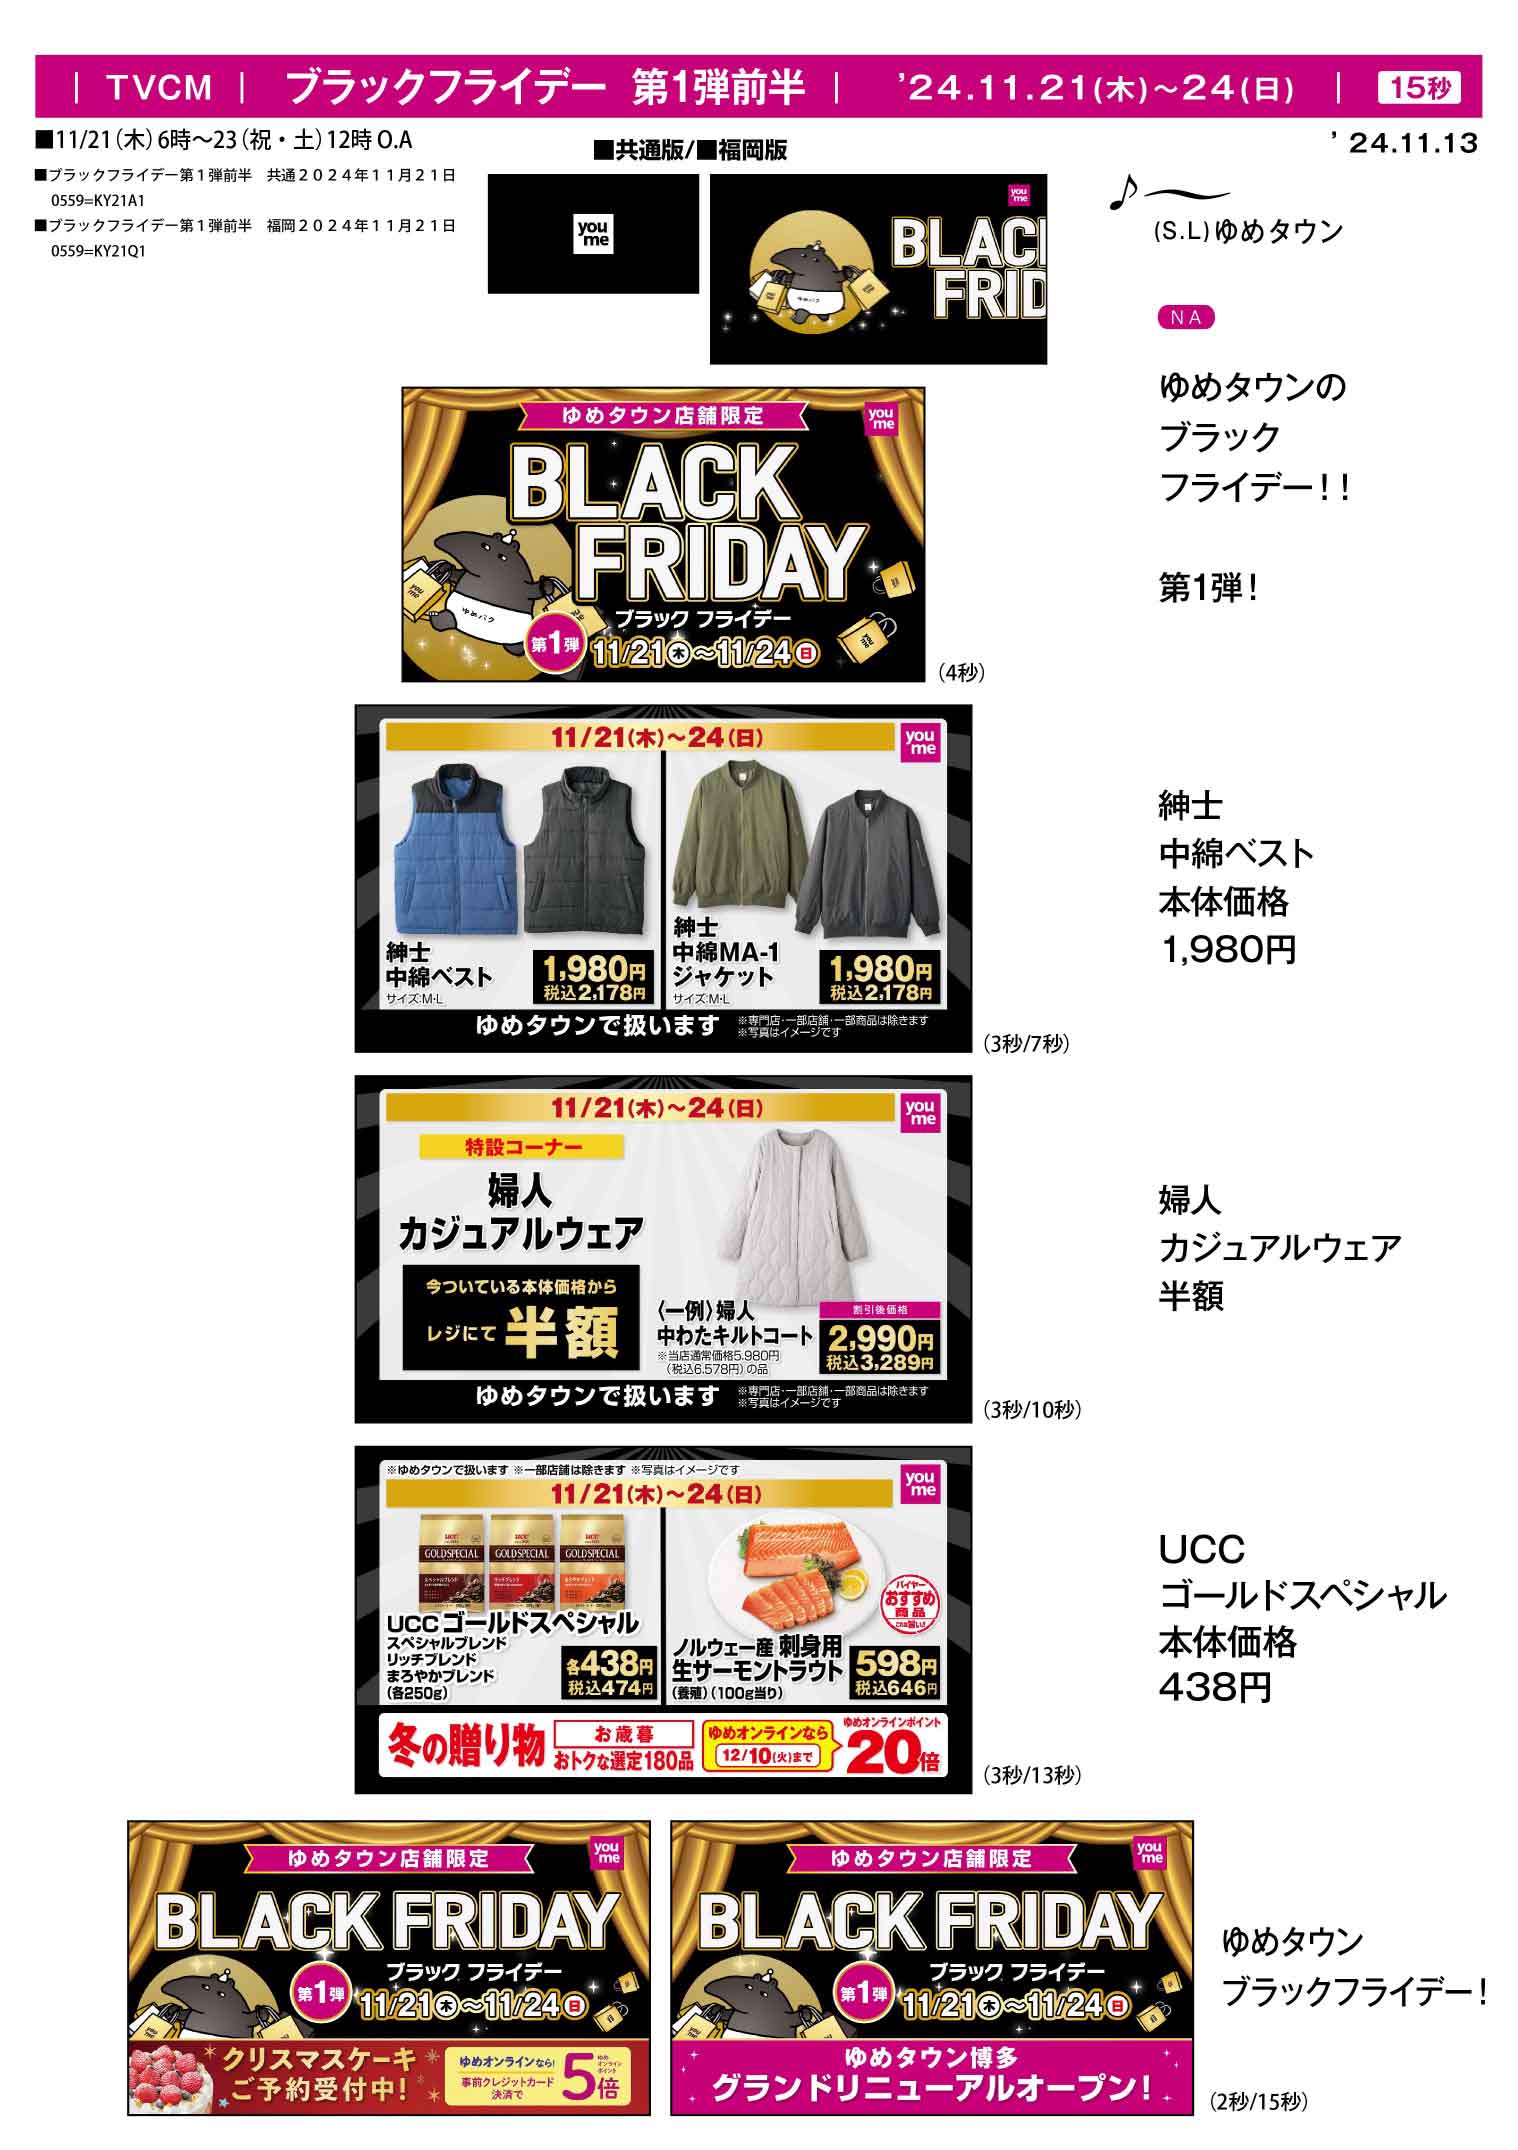 ｜ TVCM ｜ ブラックフライデー 第1弾前半｜ ’24.11.21(木)～24(日) ｜ 15秒
■11/21(木)6時～23(祝・土)12時O.A
■共通版/■福岡版
’24.11.13
■ブラックフライデー第１弾前半　共通２０２４年１１月２１日
0559=KY21A1
■ブラックフライデー第１弾前半　福岡２０２４年１１月２１日
0559=KY21Q1
you me
you me
BLAC
FRID
ゆめパク
♪
(S.L)ゆめタウン
NA
ゆめタウンの
ブラック
フライデー！！
第1弾！
ゆめタウン店舗限定
you me
BLACK
FRIDAY
ブラック フライデー
ゆめパク
第1弾 11/21木～11/24日
(4秒)
11/21(木)～24(日)
you me
紳士
中綿ベスト
サイズ:M･L
1,980円
税込2,178円
紳士
中綿MA-1
ジャケット
サイズ:M･L
1,980円
税込2,178円
ゆめタウンで扱います
※専門店・一部店舗・一部商品は除きます
※写真はイメージです
(3秒/7秒)
紳士
中綿ベスト
本体価格
1,980円
11/21(木)～24(日)
you me
特設コーナー
婦人
カジュアルウェア
今ついている本体価格から
レジにて 半額
〈一例〉婦人
中わたキルトコート
※当店通常価格5,980円
(税込6,578円)の品
割引後価格
2,990円
税込3,289円
ゆめタウンで扱います
※専門店・一部店舗・一部商品は除きます
※写真はイメージです
(3秒/10秒)
婦人
カジュアルウェア
半額
※ゆめタウンで扱います ※一部店舗は除きます ※写真はイメージです
11/21(木)～24(日)
you me
UCC GOLD SPECIAL
UCC GOLD SPECIAL
UCC GOLD SPECIAL
UCCゴールドスペシャル
スペシャルブレンド
リッチブレンド
まろやかブレンド
(各250g)
各438円
税込474円
バイヤー
おすすめ
商品
これは旨い!!
ノルウェー産 刺身用
生サーモントラウト
(養殖)(100g当り)
598円
税込646円
冬の贈り物
お歳暮
おトクな選定180品
ゆめオンラインなら
12/10(火)まで
ゆめオンラインポイント
20倍
(3秒/13秒)
UCC
ゴールドスペシャル
本体価格
438円
ゆめタウン店舗限定
you me
BLACK FRIDAY
ブラック フライデー
第1弾 11/21木～11/24日
クリスマスケーキ
ご予約受付中！
ゆめオンラインなら！
事前クレジットカード
決済で
ゆめオンラインポイント
5倍
ゆめタウン店舗限定
you me
BLACK FRIDAY
ブラック フライデー
第1弾 11/21木～11/24日
ゆめタウン博多
グランドリニューアルオープン！
(2秒/15秒)
ゆめタウン
ブラックフライデー！